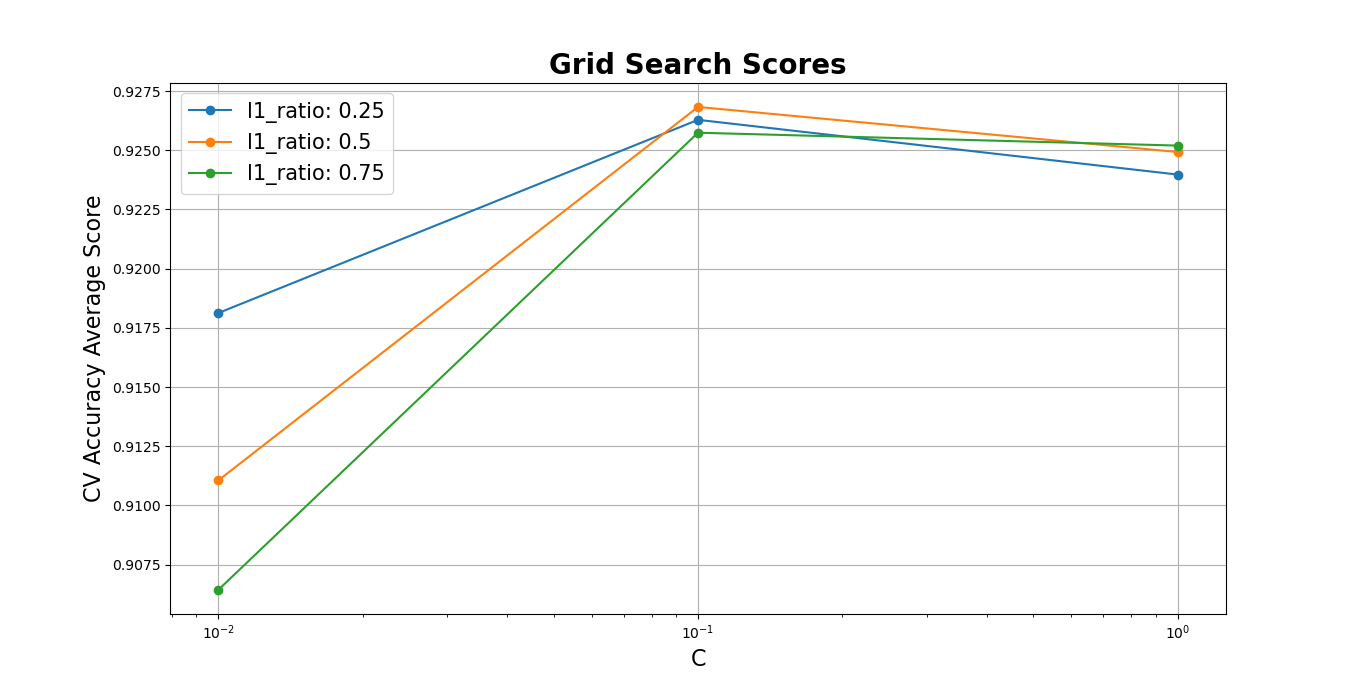 Grid Search Scores
l1_ratio: 0.25
l1_ratio: 0.5
l1_ratio: 0.75
CV Accuracy Average Score
0.9275
0.9250
0.9225
0.9200
0.9175
0.9150
0.9125
0.9100
0.9075
10⁻² 10⁻¹ 10⁰
C